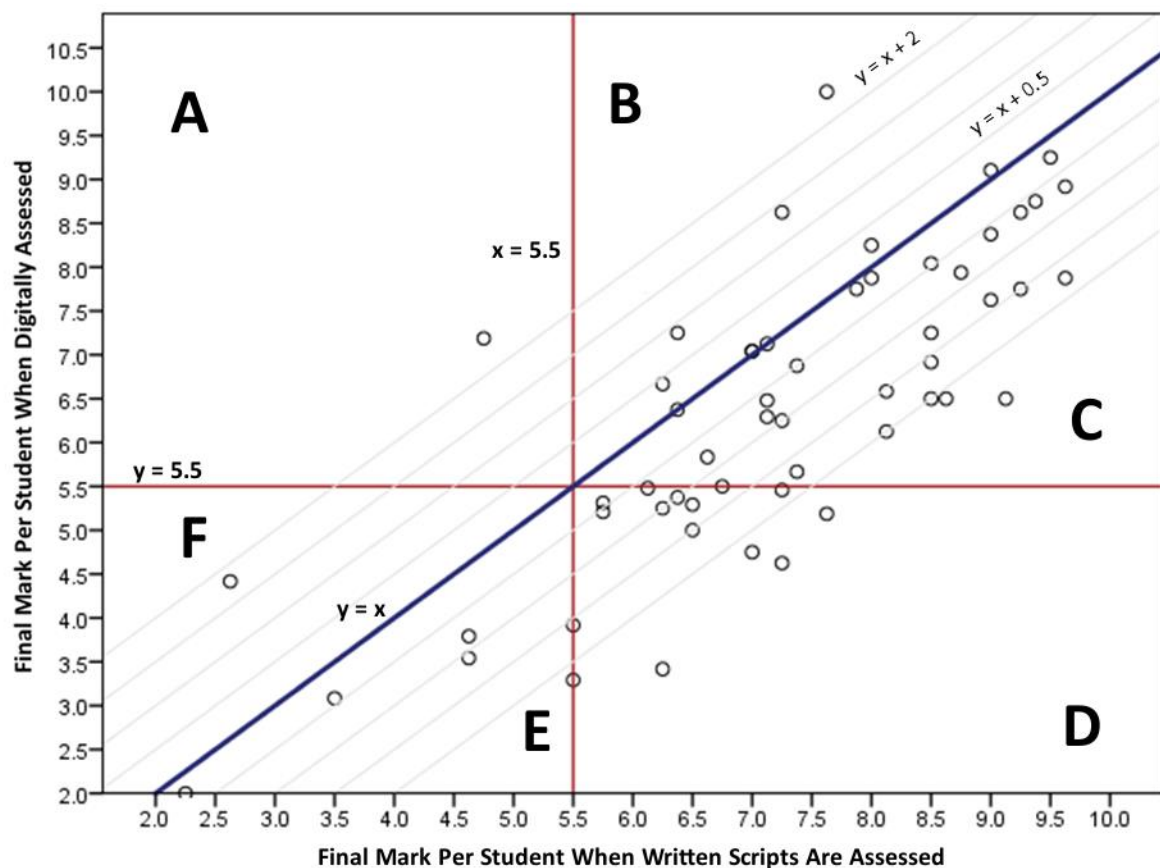 Final Mark Per Student When Digitally Assessed
10.5
10.0
9.5
9.0
8.5
8.0
7.5
7.0
6.5
6.0
5.5
5.0
4.5
4.0
3.5
3.0
2.5
2.0
A
B
y = x + 2
y = x + 0.5
x = 5.5
C
y = 5.5
F
y = x
E
D
2.0 2.5 3.0 3.5 4.0 4.5 5.0 5.5 6.0 6.5 7.0 7.5 8.0 8.5 9.0 9.5 10.0
Final Mark Per Student When Written Scripts Are Assessed